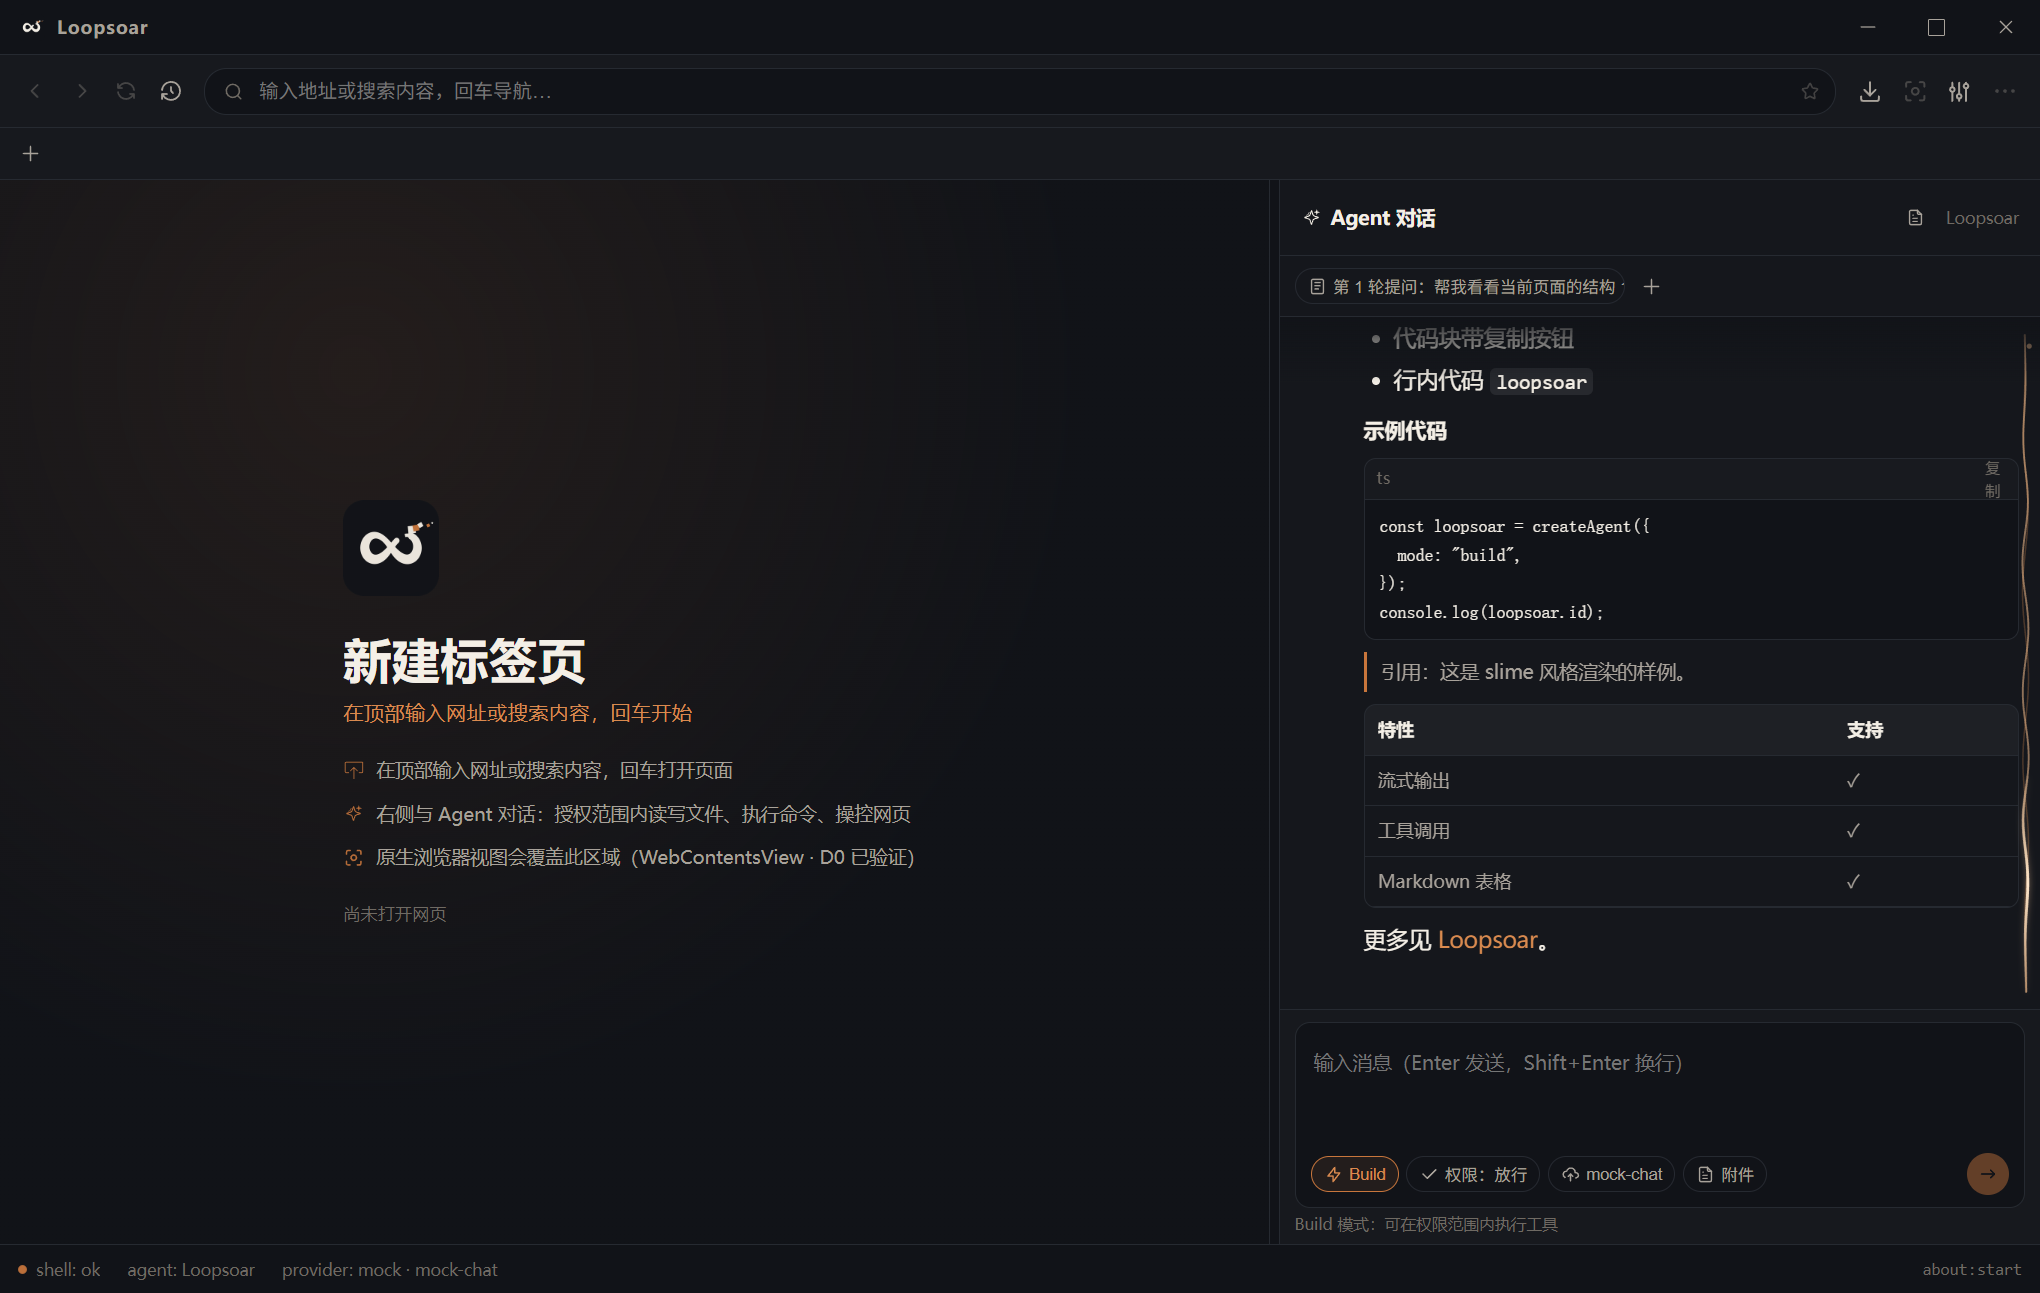 Loopsoar
输入地址或搜索内容，回车导航...
Agent 对话
Loopsoar
第 1 轮提问：帮我看看当前页面的结构
代码块带复制按钮
行内代码 loopsoar
示例代码
ts
复制
const loopsoar = createAgent({
  mode: "build",
});
console.log(loopsoar.id);
引用：这是 slime 风格渲染的样例。
特性 支持
流式输出 ✓
工具调用 ✓
Markdown 表格 ✓
更多见 Loopsoar。
新建标签页
在顶部输入网址或搜索内容，回车开始
在顶部输入网址或搜索内容，回车打开页面
右侧与 Agent 对话：授权范围内读写文件、执行命令、操控网页
原生浏览器视图会覆盖此区域（WebContentsView · D0 已验证）
尚未打开网页
输入消息（Enter 发送，Shift+Enter 换行）
Build
权限：放行
mock-chat
附件
Build 模式：可在权限范围内执行工具
shell: ok
agent: Loopsoar
provider: mock · mock-chat
about:start